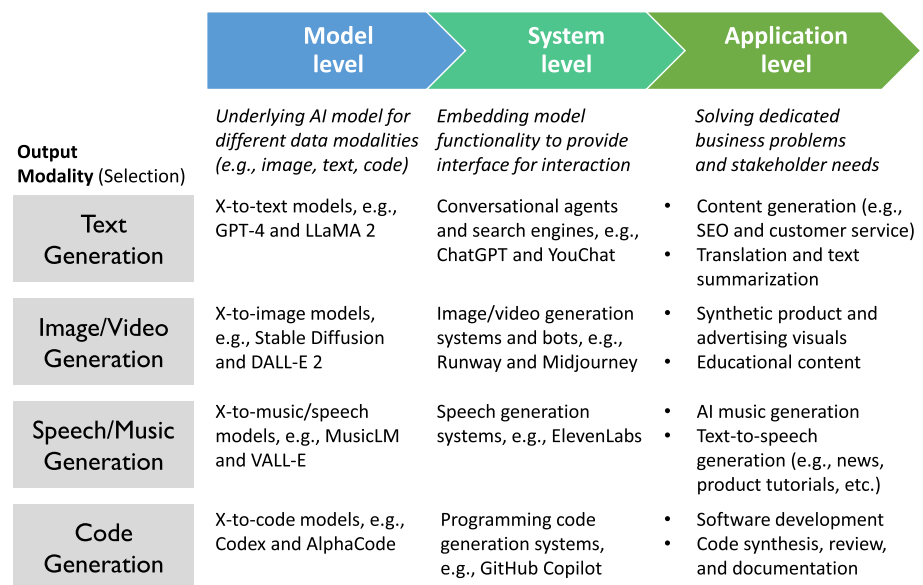 Model
level
System
level
Application
level
Underlying AI model for
different data modalities
(e.g., image, text, code)
Embedding model
functionality to provide
interface for interaction
Solving dedicated
business problems
and stakeholder needs
Output
Modality (Selection)
Text
Generation
X-to-text models, e.g.,
GPT-4 and LLaMA 2
Conversational agents
and search engines, e.g.,
ChatGPT and YouChat
• Content generation (e.g.,
SEO and customer service)
• Translation and text
summarization
Image/Video
Generation
X-to-image models,
e.g., Stable Diffusion
and DALL-E 2
Image/video generation
systems and bots, e.g.,
Runway and Midjourney
• Synthetic product and
advertising visuals
• Educational content
Speech/Music
Generation
X-to-music/speech
models, e.g., MusicLM
and VALL-E
Speech generation
systems, e.g., ElevenLabs
• AI music generation
• Text-to-speech
generation (e.g., news,
product tutorials, etc.)
Code
Generation
X-to-code models, e.g.,
Codex and AlphaCode
Programming code
generation systems,
e.g., GitHub Copilot
• Software development
• Code synthesis, review,
and documentation